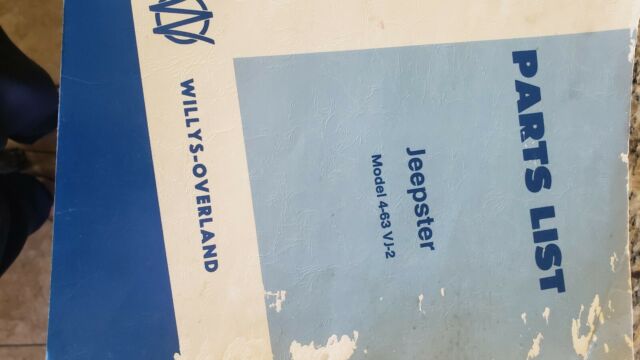 PARTS LIST
Jeepster
Model 4-63 VJ-2
WILLYS-OVERLAND